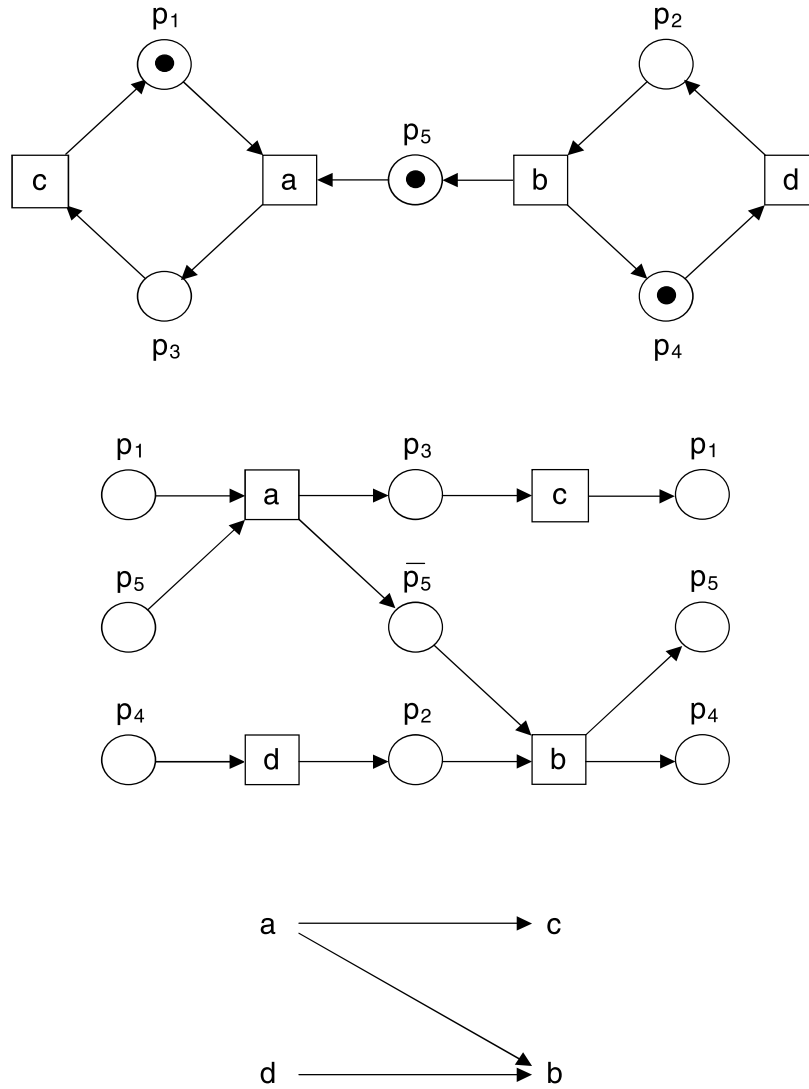 p1 p2
p5
c a b d
p3 p4
p1 p3 p1
a c
p5 p̅5 p5
p4 p2 p4
d b
a c
d b